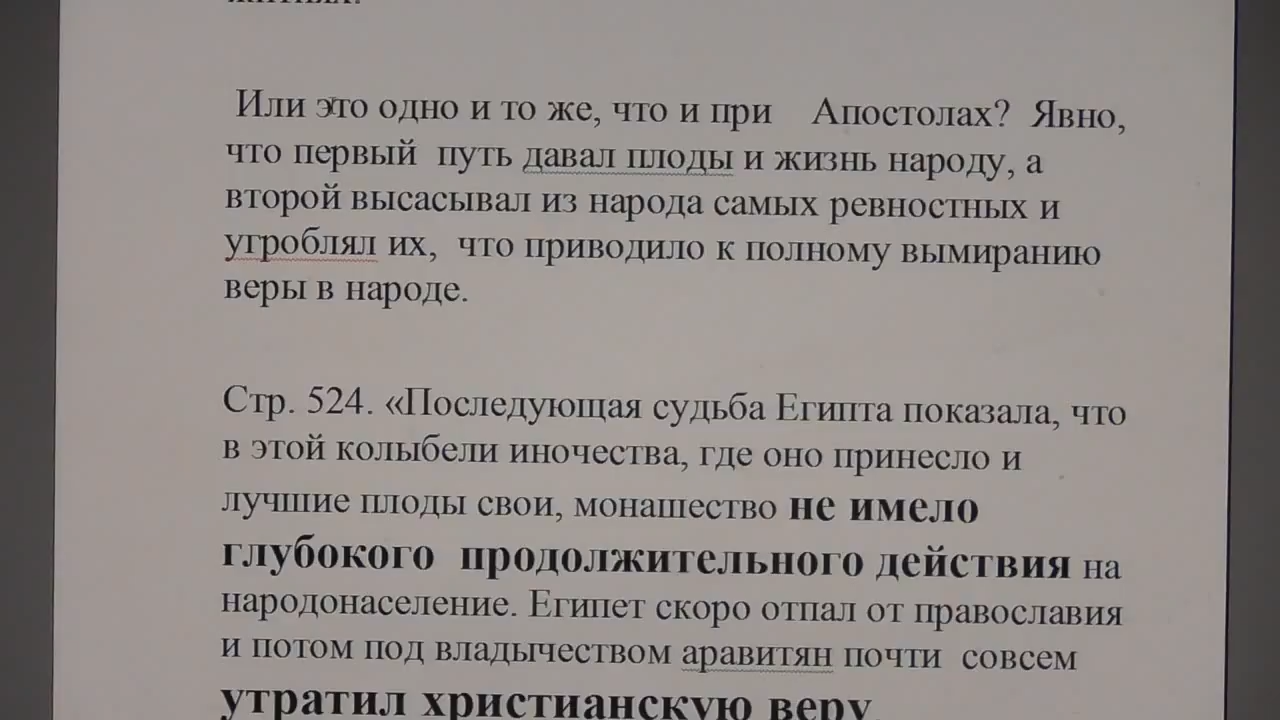 Или это одно и то же, что и при Апостолах? Явно,
что первый путь давал плоды и жизнь народу, а
второй высасывал из народа самых ревностных и
угроблял их, что приводило к полному вымиранию
веры в народе.
Стр. 524. «Последующая судьба Египта показала, что
в этой колыбели иночества, где оно принесло и
лучшие плоды свои, монашество не имело
глубокого продолжительного действия на
народонаселение. Египет скоро отпал от православия
и потом под владычеством аравитян почти совсем
утратил христианскую веру